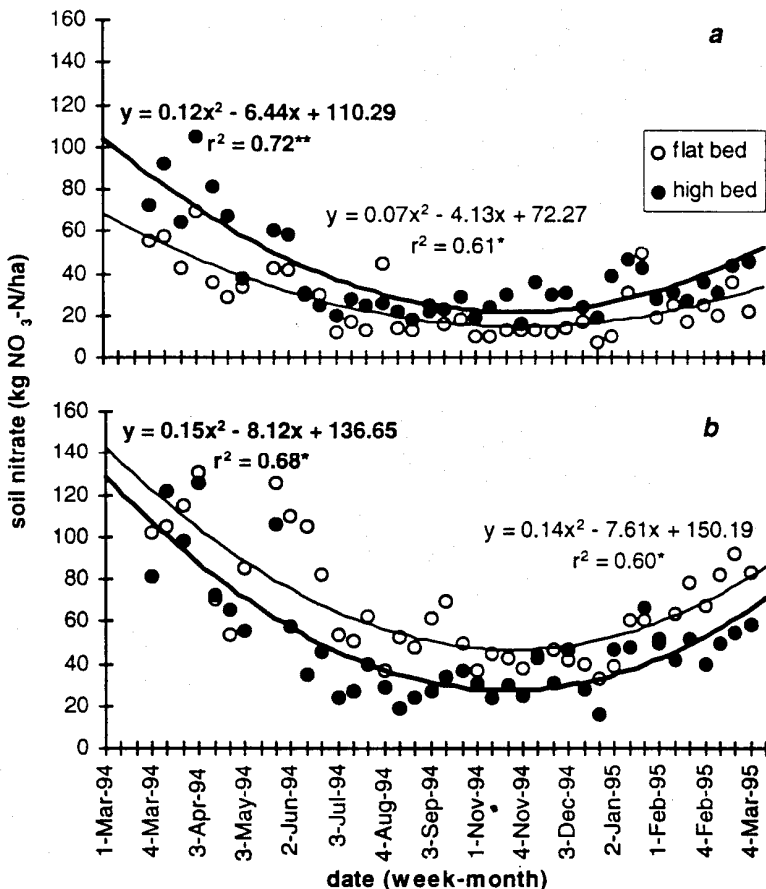 a
160
140
120
100
80
60
40
20
0
y = 0.12x² - 6.44x + 110.29
r² = 0.72**
y = 0.07x² - 4.13x + 72.27
r² = 0.61*
flat bed
high bed
soil nitrate (kg NO₃-N/ha)
b
160
140
120
100
80
60
40
20
0
y = 0.15x² - 8.12x + 136.65
r² = 0.68*
y = 0.14x² - 7.61x + 150.19
r² = 0.60*
1-Mar-94
4-Mar-94
3-Apr-94
3-May-94
2-Jun-94
3-Jul-94
4-Aug-94
3-Sep-94
1-Nov-94
4-Nov-94
3-Dec-94
2-Jan-95
1-Feb-95
4-Feb-95
4-Mar-95
date (week-month)